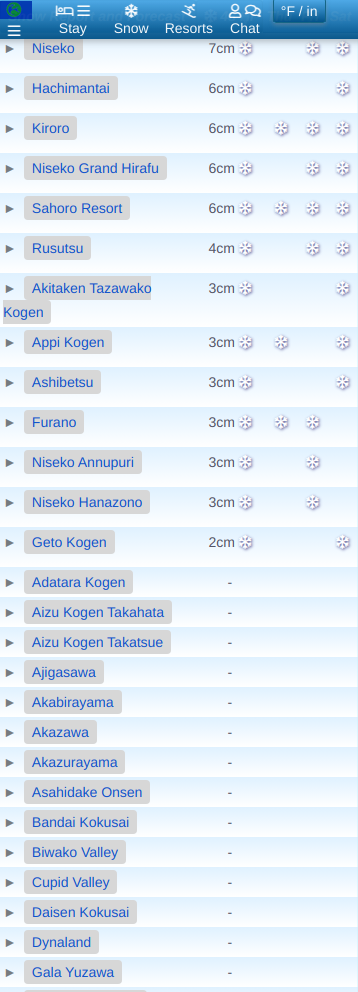 °F / in
Stay Snow Resorts Chat
Niseko 7cm
Hachimantai 6cm
Kiroro 6cm
Niseko Grand Hirafu 6cm
Sahoro Resort 6cm
Rusutsu 4cm
Akitaken Tazawako 3cm
Kogen
Appi Kogen 3cm
Ashibetsu 3cm
Furano 3cm
Niseko Annupuri 3cm
Niseko Hanazono 3cm
Geto Kogen 2cm
Adatara Kogen -
Aizu Kogen Takahata -
Aizu Kogen Takatsue -
Ajigasawa -
Akabirayama -
Akazawa -
Akazurayama -
Asahidake Onsen -
Bandai Kokusai -
Biwako Valley -
Cupid Valley -
Daisen Kokusai -
Dynaland -
Gala Yuzawa -